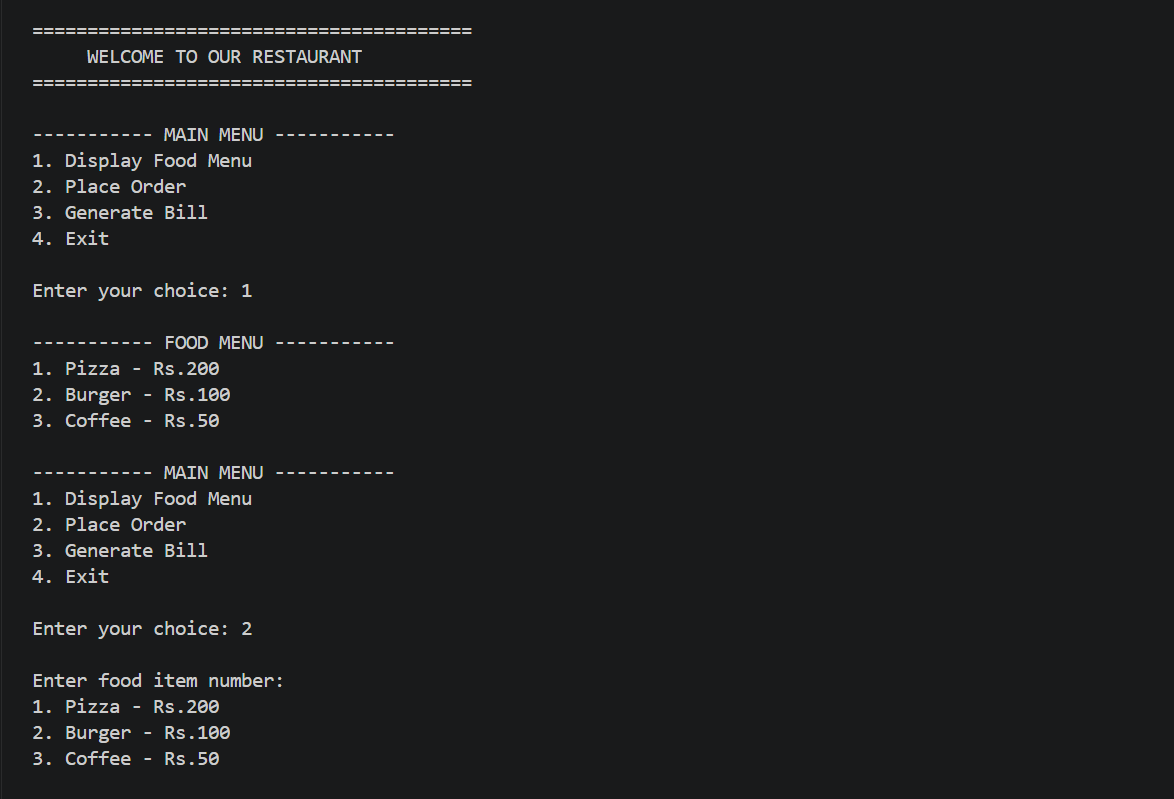 ========================================
     WELCOME TO OUR RESTAURANT
========================================

----------- MAIN MENU -----------
1. Display Food Menu
2. Place Order
3. Generate Bill
4. Exit

Enter your choice: 1

----------- FOOD MENU -----------
1. Pizza - Rs.200
2. Burger - Rs.100
3. Coffee - Rs.50

----------- MAIN MENU -----------
1. Display Food Menu
2. Place Order
3. Generate Bill
4. Exit

Enter your choice: 2

Enter food item number:
1. Pizza - Rs.200
2. Burger - Rs.100
3. Coffee - Rs.50